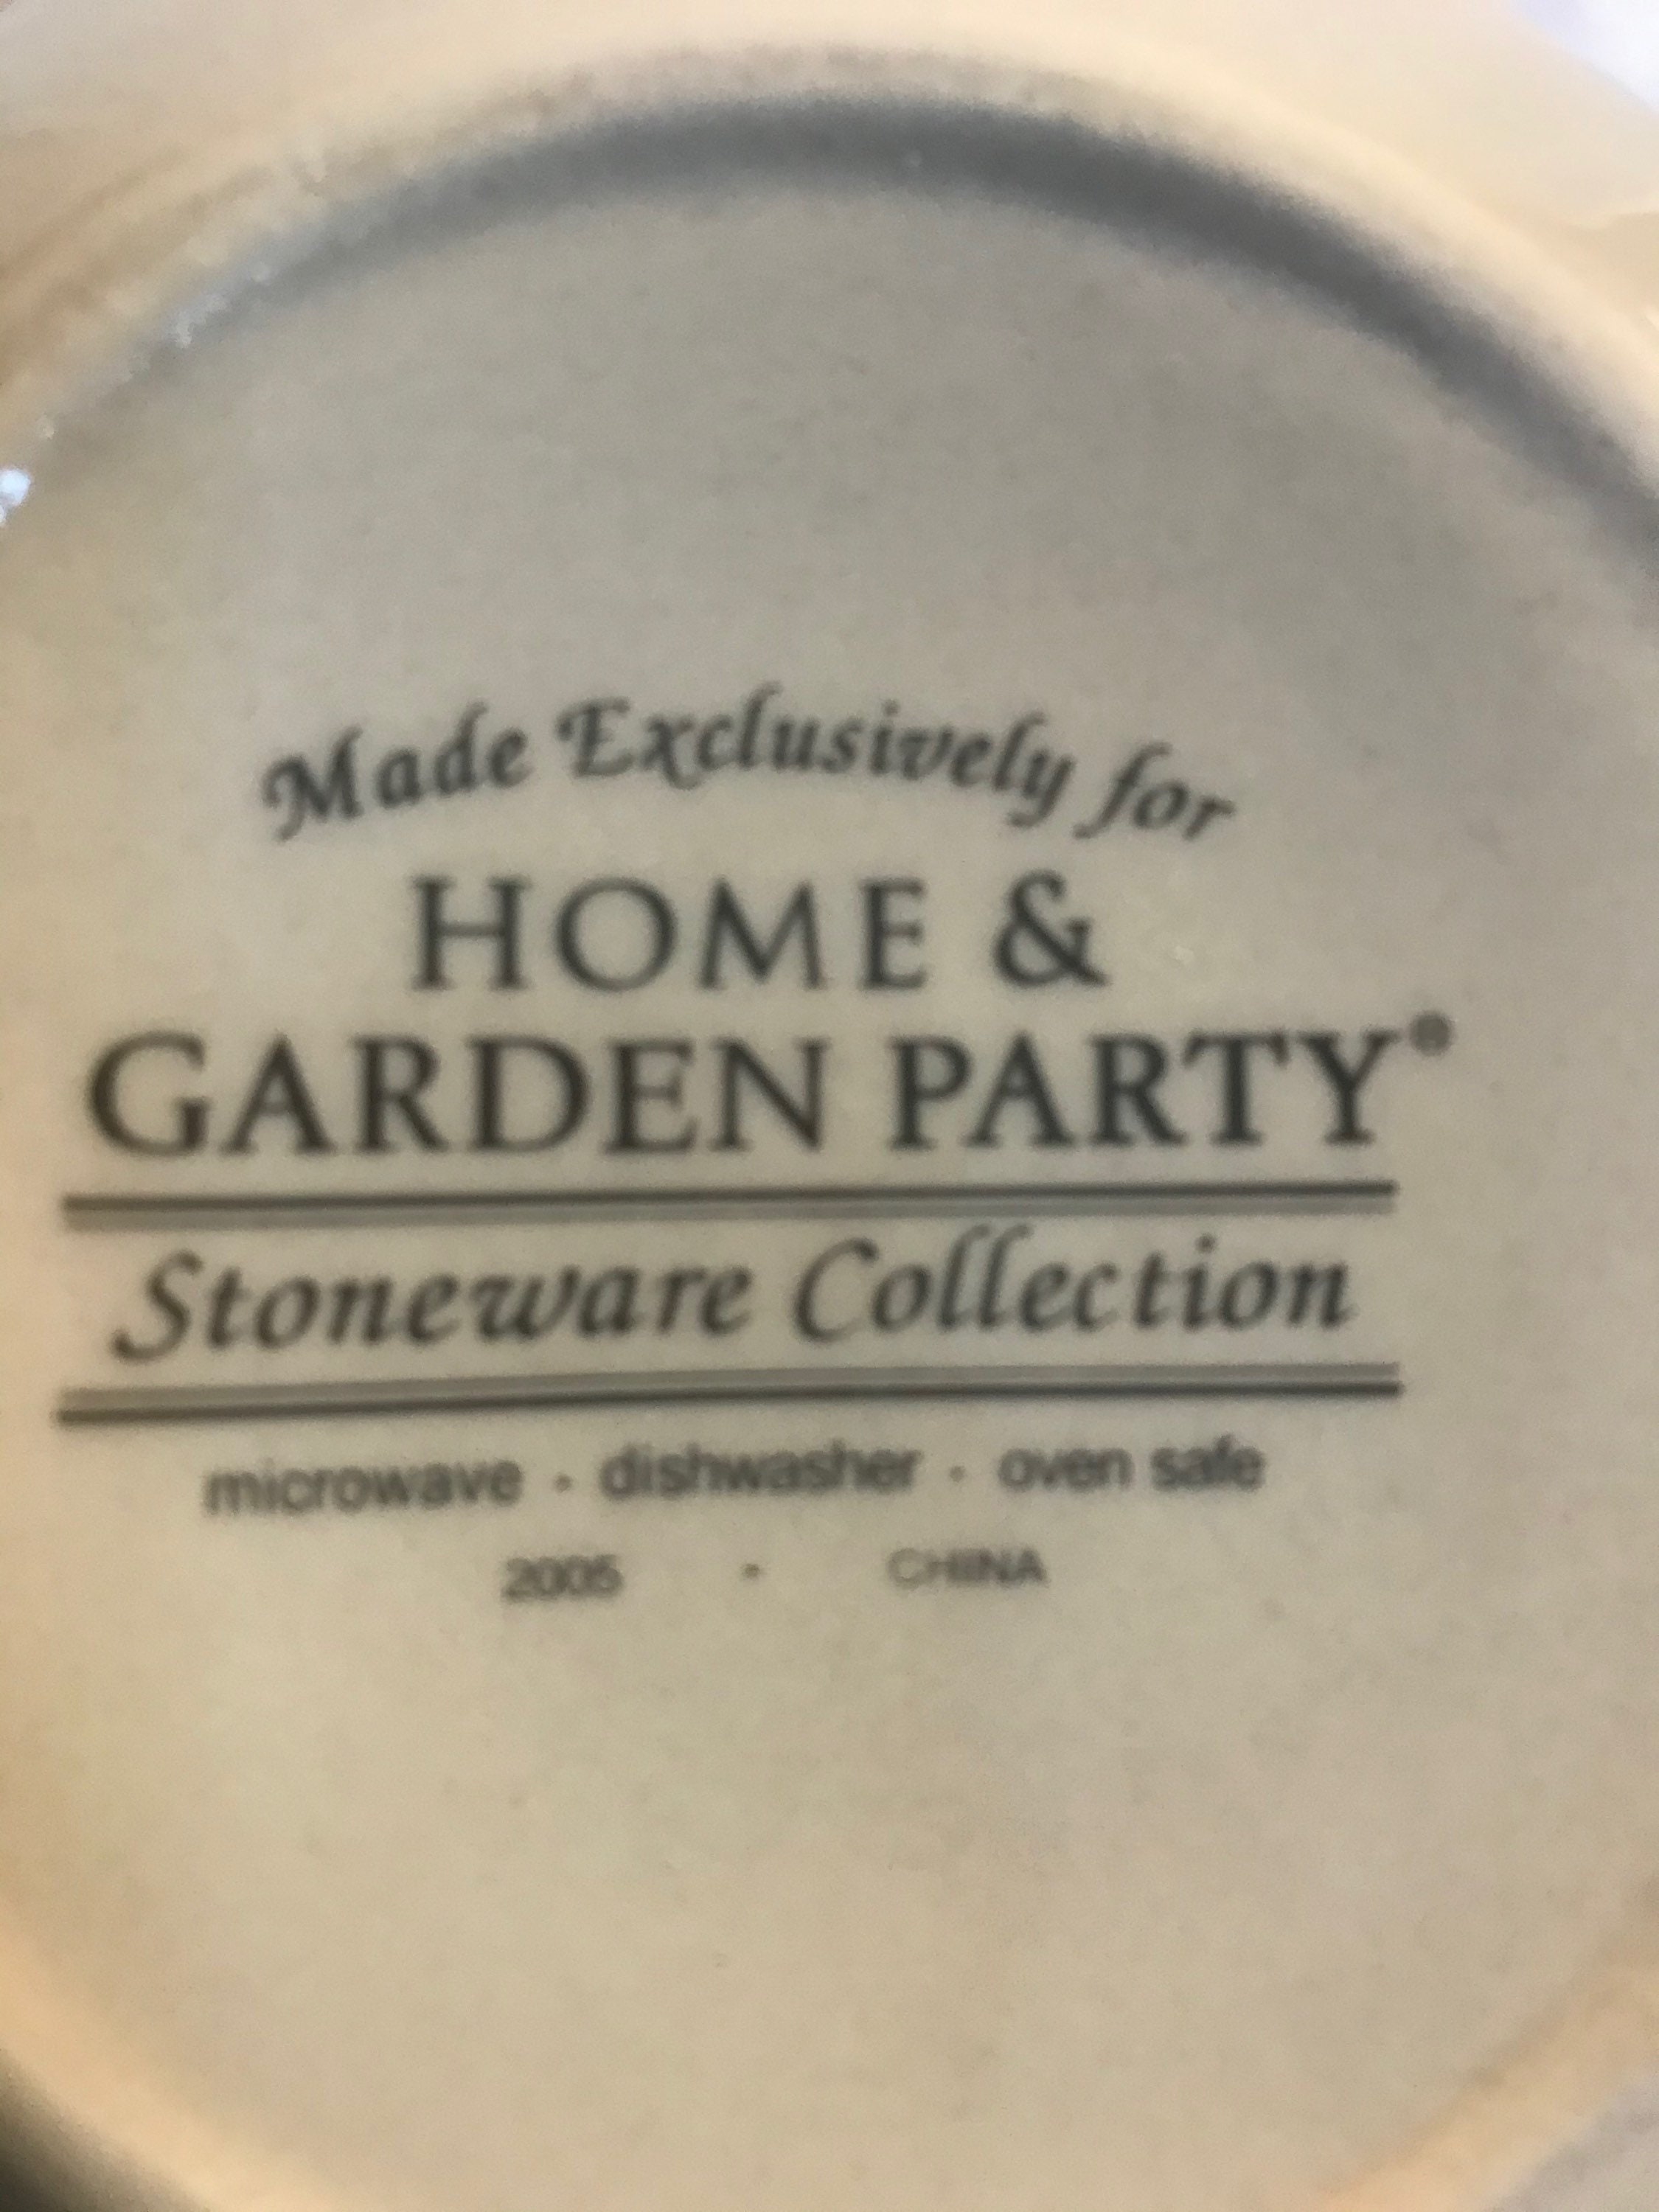 Made Exclusively for
HOME &
GARDEN PARTY®
Stoneware Collection
microwave · dishwasher · oven safe
2005 · CHINA